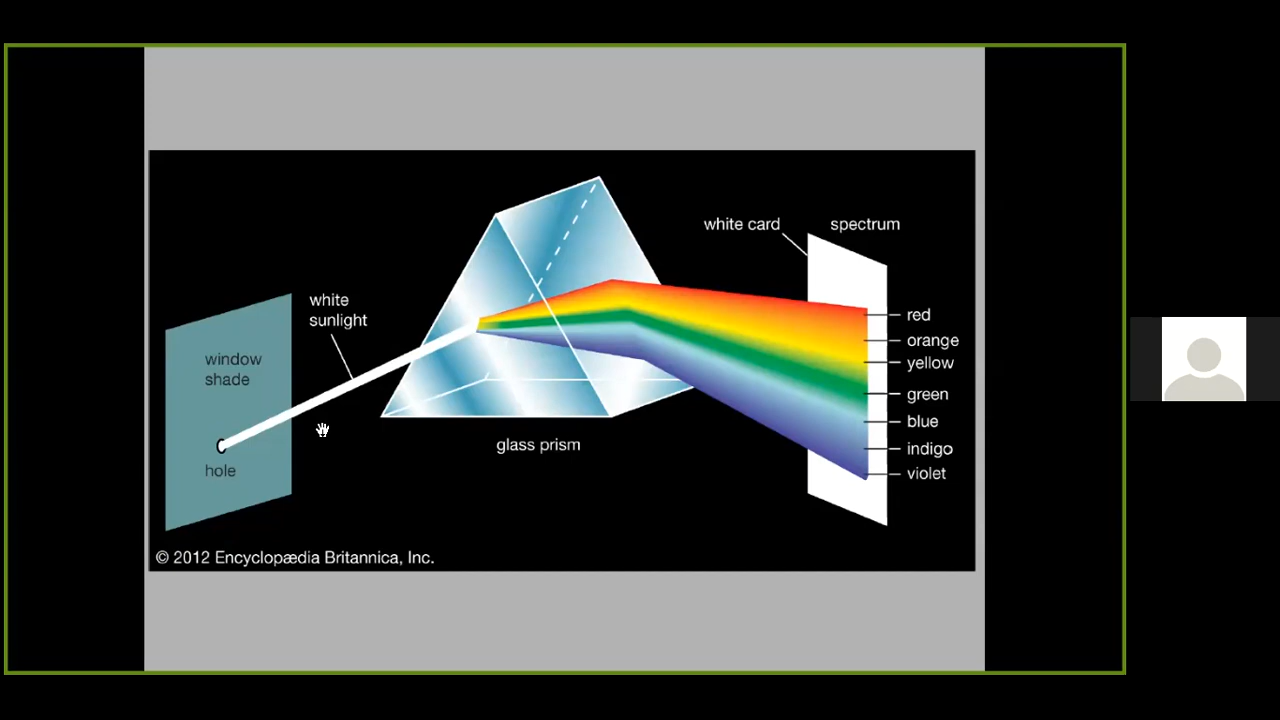 white card
spectrum
white
sunlight
window
shade
hole
glass prism
red
orange
yellow
green
blue
indigo
violet
© 2012 Encyclopædia Britannica, Inc.